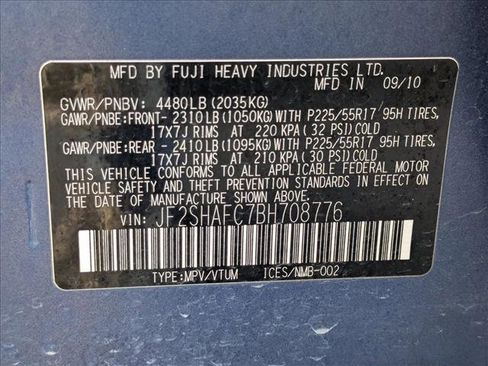 MFD BY FUJI HEAVY INDUSTRIES LTD.
MFD IN 09/10
GVWR/PNBV: 4480LB (2035KG)
GAWR/PNBE:FRONT- 2310LB (1050KG) WITH P225/55R17 95H TIRES,
17X7J RIMS AT 220 KPA (32 PSI) COLD
GAWR/PNBE:REAR - 2410LB (1095KG) WITH P225/55R17 95H TIRES,
17X7J RIMS AT 210 KPA (30 PSI) COLD
THIS VEHICLE CONFORMS TO ALL APPLICABLE FEDERAL MOTOR
VEHICLE SAFETY AND THEFT PREVENTION STANDARDS IN EFFECT ON
THE DATE OF MANUFACTURE SHOWN ABOVE.
VIN: JF2SHAFC7BH708776
TYPE:MPV/VTUM ICES/NMB-002